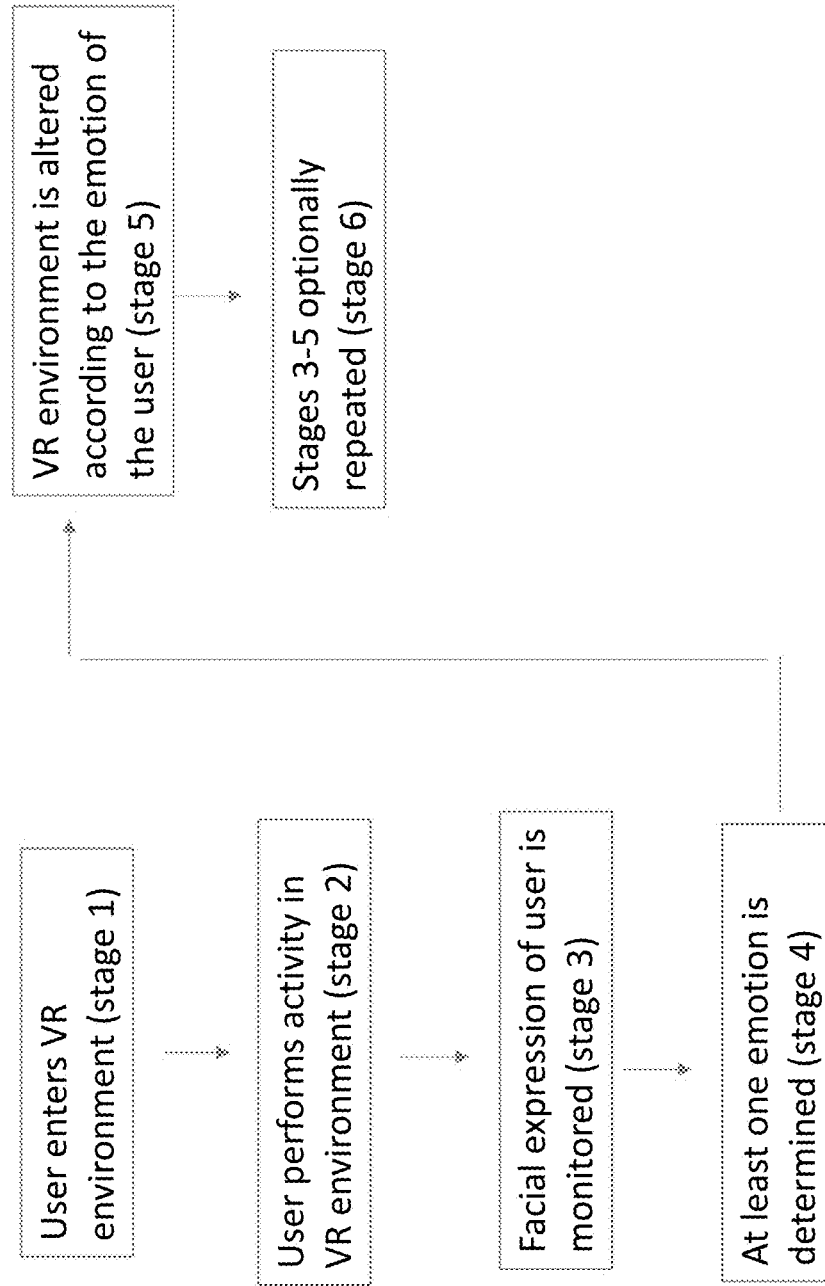 User enters VR
environment (stage 1)
User performs activity in
VR environment (stage 2)
Facial expression of user is
monitored (stage 3)
At least one emotion is
determined (stage 4)
VR environment is altered
according to the emotion of
the user (stage 5)
Stages 3-5 optionally
repeated (stage 6)